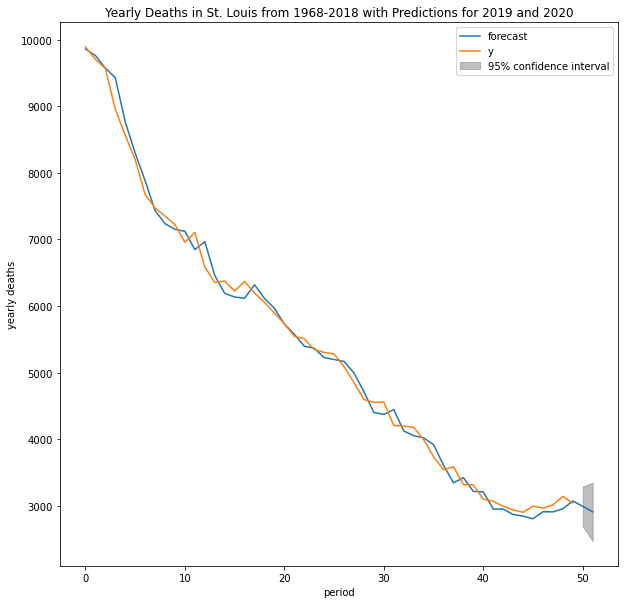 Yearly Deaths in St. Louis from 1968-2018 with Predictions for 2019 and 2020
forecast
y
95% confidence interval
10000
9000
8000
7000
6000
5000
4000
3000
yearly deaths
0 10 20 30 40 50
period